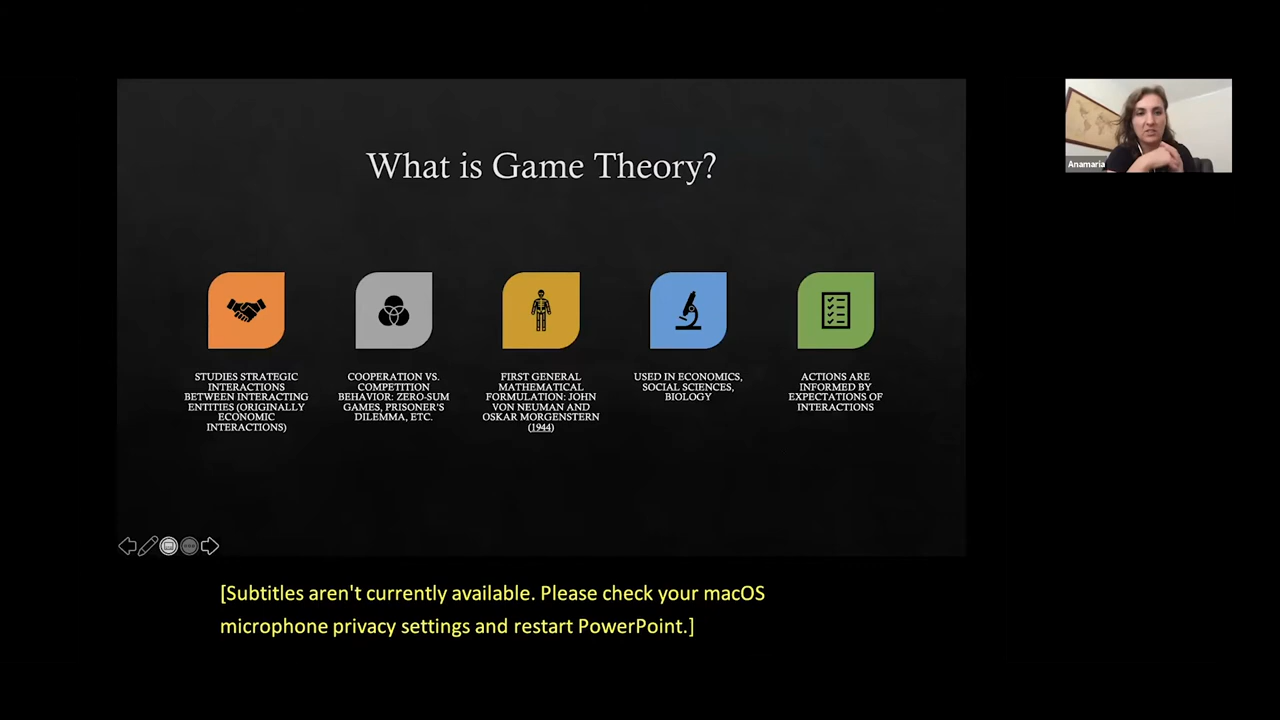 What is Game Theory?
STUDIES STRATEGIC
INTERACTIONS
BETWEEN INTERACTING
ENTITIES (ORIGINALLY
ECONOMIC
INTERACTIONS)
COOPERATION VS.
COMPETITION
BEHAVIOR: ZERO-SUM
GAMES, PRISONER'S
DILEMMA, ETC.
FIRST GENERAL
MATHEMATICAL
FORMULATION: JOHN
VON NEUMAN AND
OSKAR MORGENSTERN
(1944)
USED IN ECONOMICS,
SOCIAL SCIENCES,
BIOLOGY
ACTIONS ARE
INFORMED BY
EXPECTATIONS OF
INTERACTIONS
Anamaria
[Subtitles aren't currently available. Please check your macOS
microphone privacy settings and restart PowerPoint.]